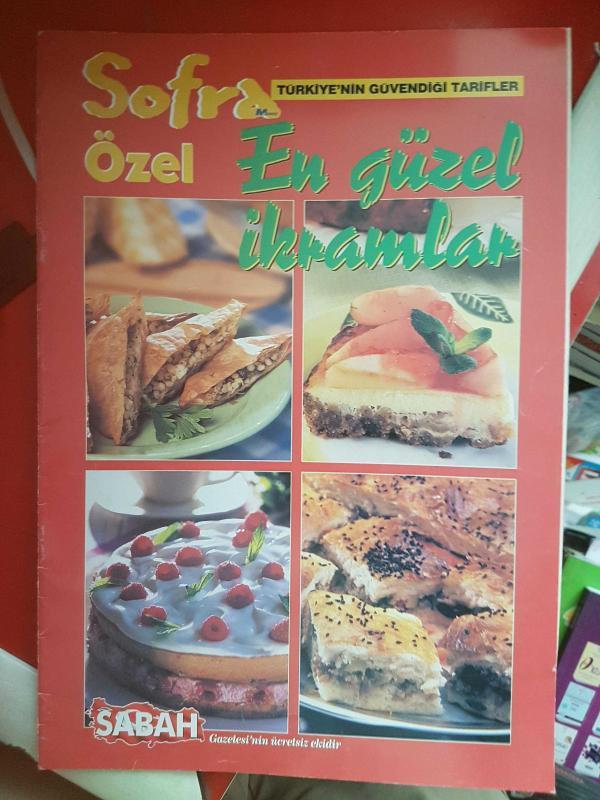 Sofra
TÜRKİYE'NİN GÜVENDİĞİ TARİFLER
Özel
En güzel
ikramlar
SABAH
Gazetesi'nin ücretsiz ekidir